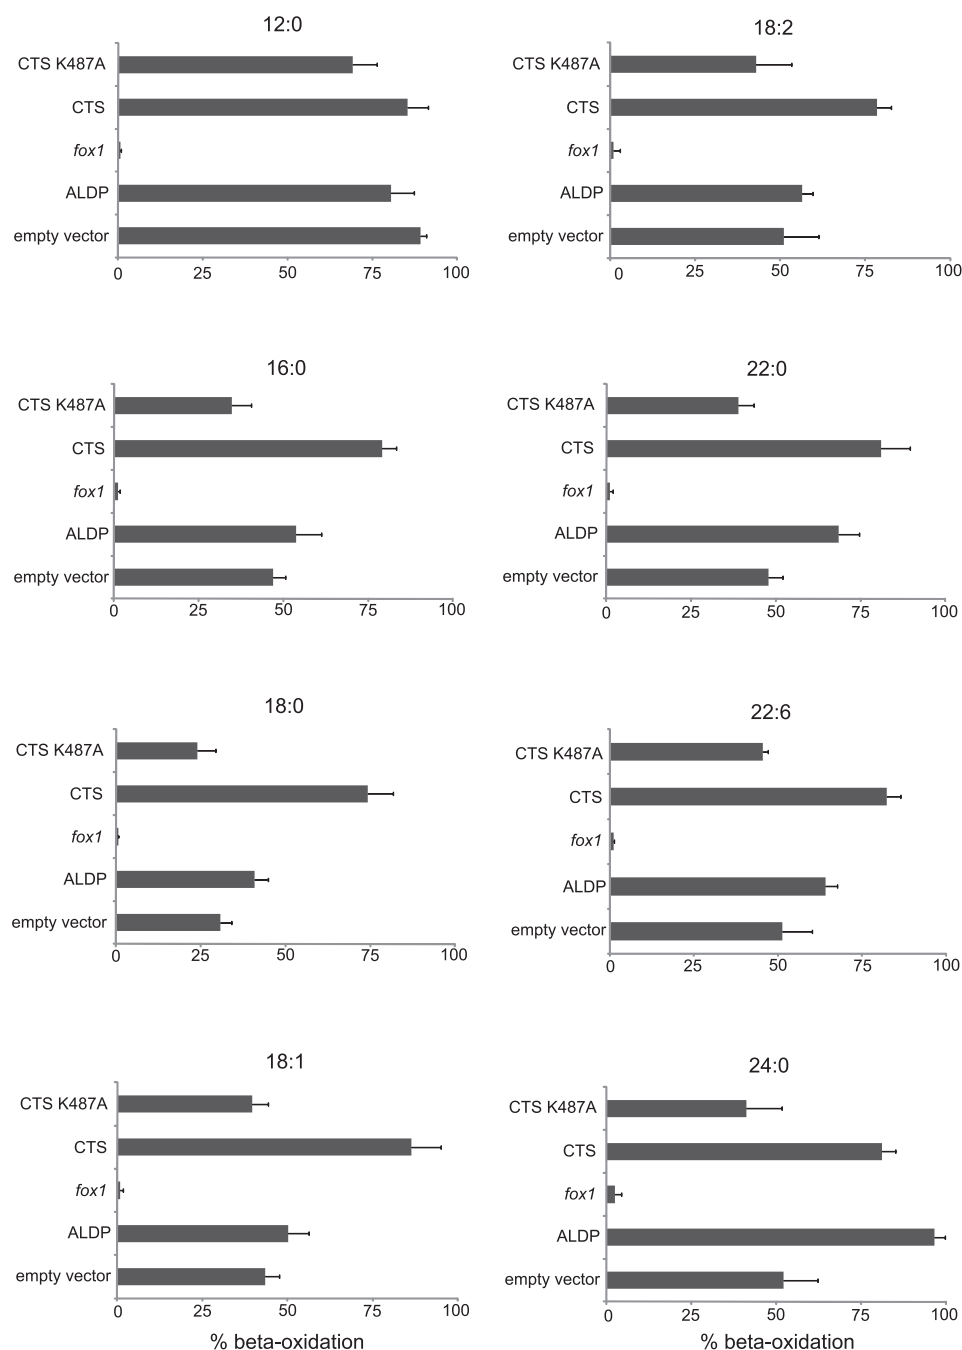 12:0
CTS K487A
CTS
fox1
ALDP
empty vector
0 25 50 75 100
18:2
CTS K487A
CTS
fox1
ALDP
empty vector
0 25 50 75 100
16:0
CTS K487A
CTS
fox1
ALDP
empty vector
0 25 50 75 100
22:0
CTS K487A
CTS
fox1
ALDP
empty vector
0 25 50 75 100
18:0
CTS K487A
CTS
fox1
ALDP
empty vector
0 25 50 75 100
22:6
CTS K487A
CTS
fox1
ALDP
empty vector
0 25 50 75 100
18:1
CTS K487A
CTS
fox1
ALDP
empty vector
0 25 50 75 100
% beta-oxidation
24:0
CTS K487A
CTS
fox1
ALDP
empty vector
0 25 50 75 100
% beta-oxidation